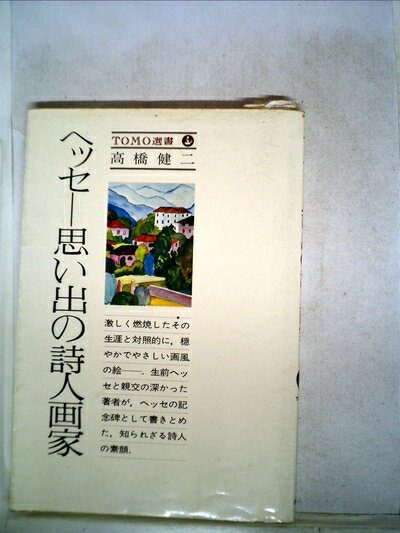 ヘッセ―思い出の詩人画家
TOMO選書
高橋健二
激しく燃焼したその
生涯と対照的に，穏
やかでやさしい画風
の絵――．生前ヘッ
セと親交の深かった
著者が，ヘッセの記
念碑として書きとめ
た，知られざる詩人
の素顔．